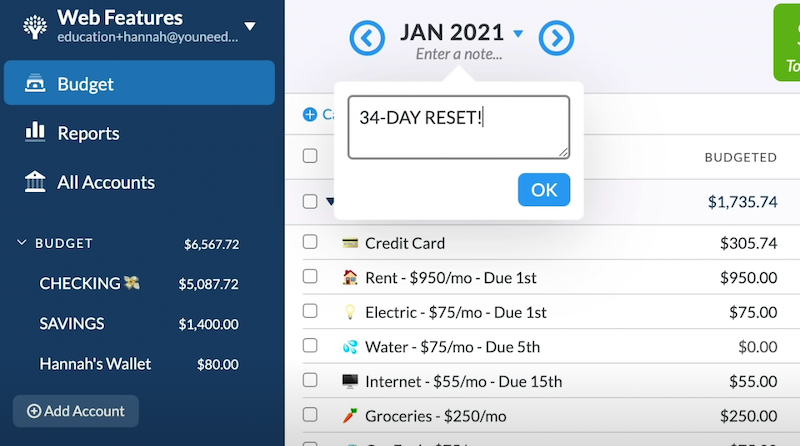 Web Features
education+hannah@youneed...
Budget
Reports
All Accounts
BUDGET $6,567.72
CHECKING💸 $5,087.72
SAVINGS $1,400.00
Hannah's Wallet $80.00
Add Account
JAN 2021
Enter a note...
34-DAY RESET!
OK
BUDGETED
$1,735.74
💳 Credit Card $305.74
🏠 Rent - $950/mo - Due 1st $950.00
💡 Electric - $75/mo - Due 1st $75.00
💦 Water - $75/mo - Due 5th $0.00
🖥️ Internet - $55/mo - Due 15th $55.00
🥕 Groceries - $250/mo $250.00